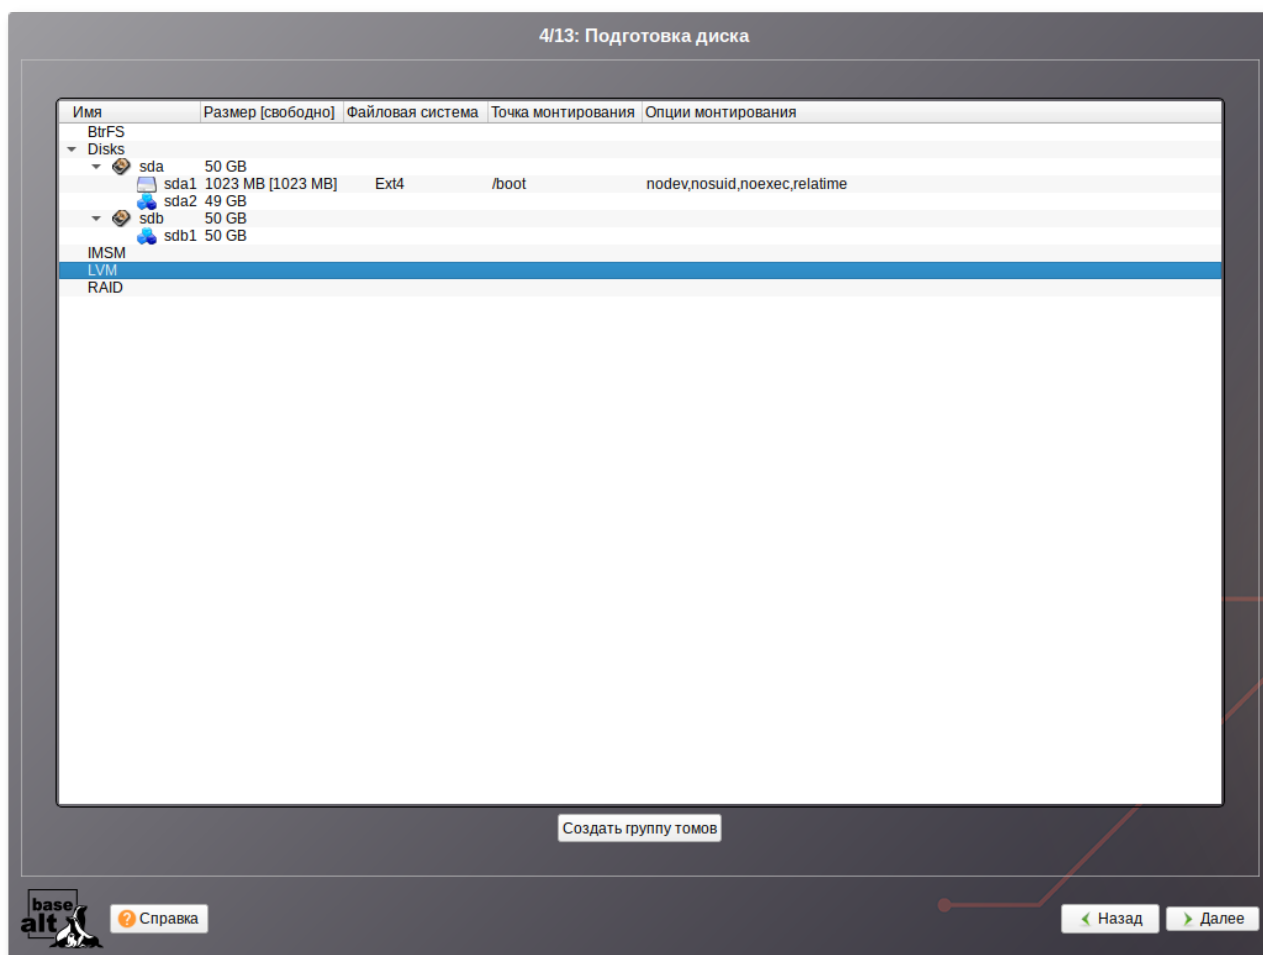 4/13: Подготовка диска
Имя Размер [свободно] Файловая система Точка монтирования Опции монтирования
BtrFS
Disks
sda 50 GB
sda1 1023 MB [1023 MB] Ext4 /boot nodev,nosuid,noexec,relatime
sda2 49 GB
sdb 50 GB
sdb1 50 GB
IMSM
LVM
RAID
Создать группу томов
base
alt
Справка
Назад
Далее